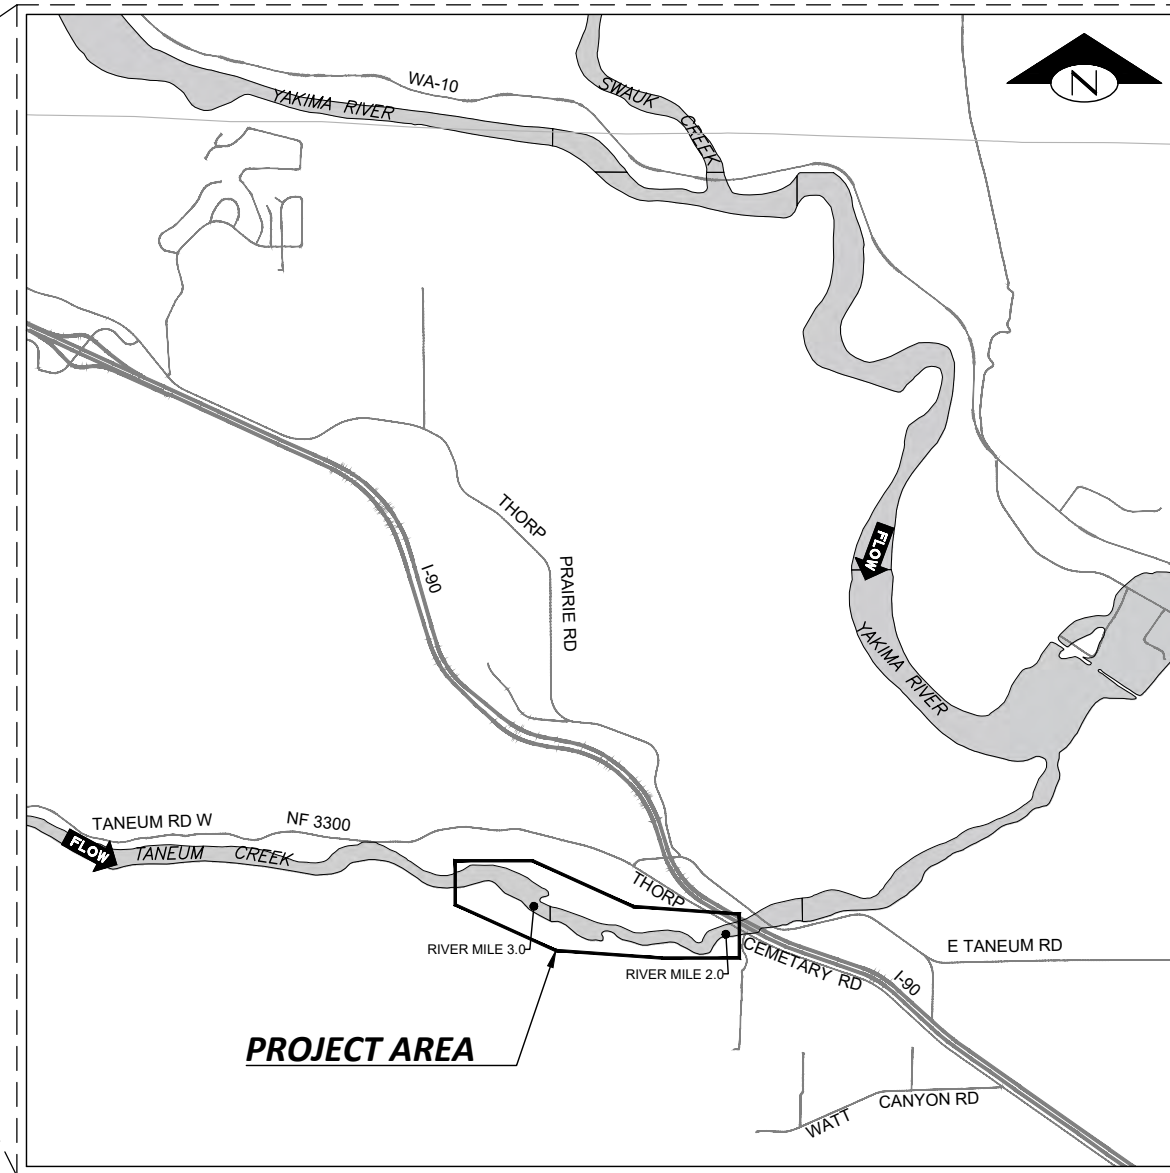 N
WA-10
SWAUK
CREEK
YAKIMA RIVER
THORP
PRAIRIE RD
I-90
FLOW
YAKIMA RIVER
TANEUM RD W
NF 3300
FLOW
TANEUM CREEK
THORP
CEMETARY RD
RIVER MILE 3.0
RIVER MILE 2.0
E TANEUM RD
I-90
PROJECT AREA
WATT
CANYON RD